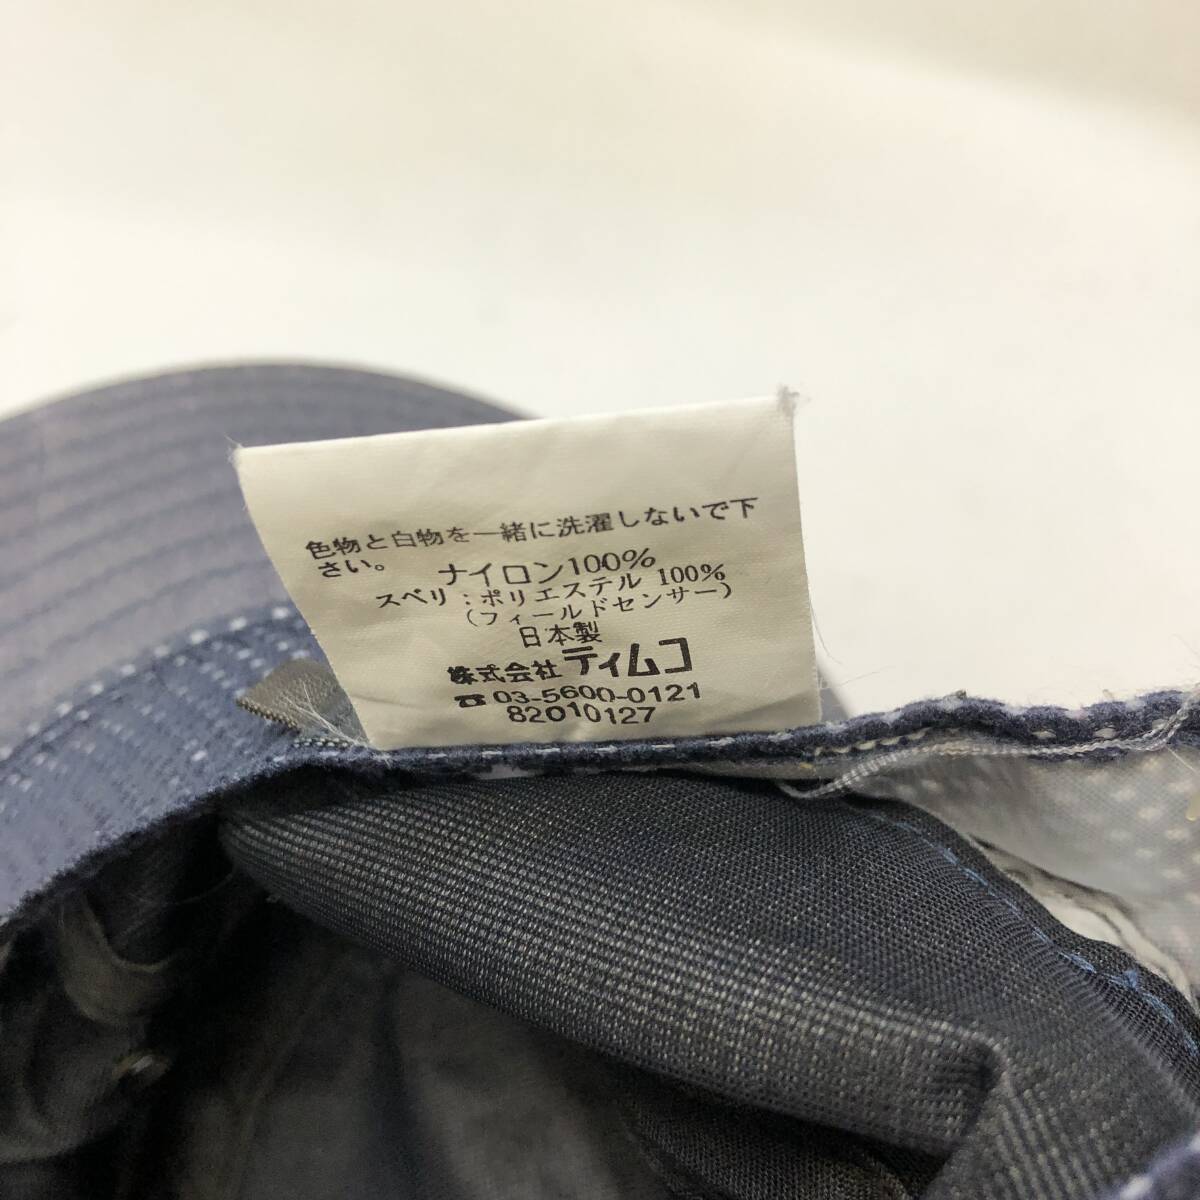 色物と白物を一緒に洗濯しないで下
さい。
ナイロン100%
スベリ：ポリエステル 100%
（フィールドセンサー）
日本製
株式会社 ティムコ
☎03-5600-0121
82010127